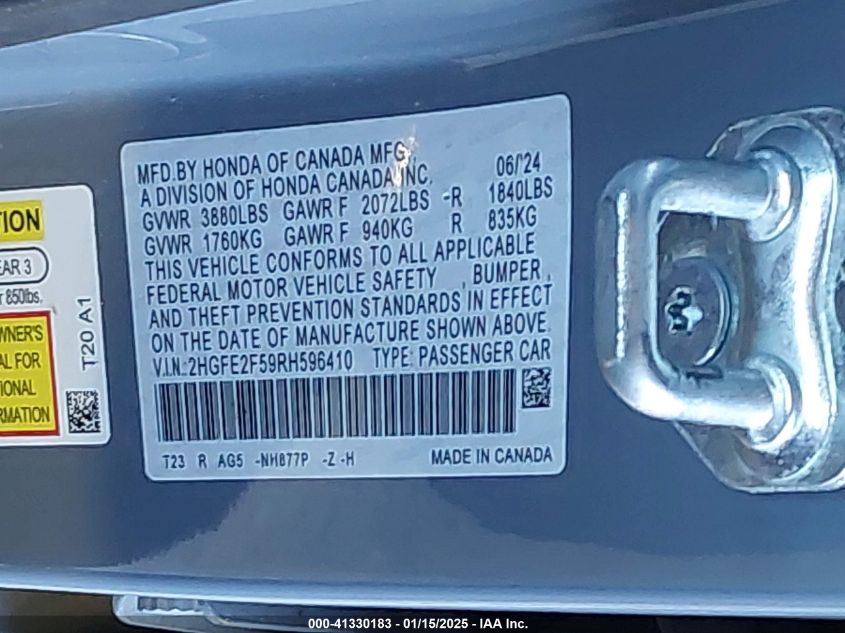 MFD.BY HONDA OF CANADA MFG. 06/'24
A DIVISION OF HONDA CANADA INC.
GVWR 3880LBS GAWR F 2072LBS -R 1840LBS
GVWR 1760KG GAWR F 940KG R 835KG
THIS VEHICLE CONFORMS TO ALL APPLICABLE
FEDERAL MOTOR VEHICLE SAFETY , BUMPER ,
AND THEFT PREVENTION STANDARDS IN EFFECT
ON THE DATE OF MANUFACTURE SHOWN ABOVE.
V.I.N: 2HGFE2F59RH596410 TYPE: PASSENGER CAR
T23 R AG5 -NH877P -Z -H MADE IN CANADA
TION
EAR 3
r 850lbs.
OWNER'S
AL FOR
TIONAL
ORMATION
T20 A1
000-41330183 - 01/15/2025 - IAA Inc.